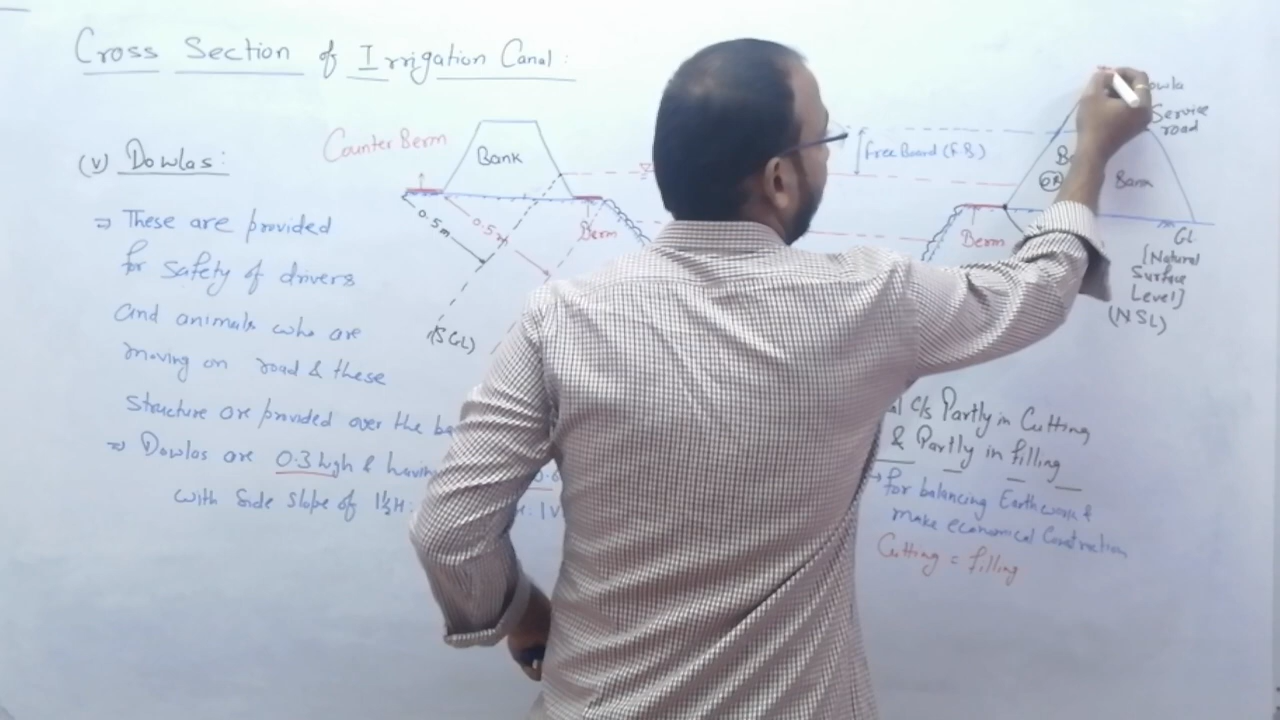 Cross Section of Irrigation Canal:
(v) Dowlas:
⇒ These are provided
for safety of drivers
and animals who are
moving on road & these
structure are provided over the
⇒ Dowlas are 0.3 high &
with side slope of 1½H:
Counter Berm
Bank
0.5m
0.5m
Berm
(SGL)
Free Board (F.B)
Service
road
Bank
Berm
GL
[Natural
Surface
Level]
(NSL)
C/s Partly in Cutting
& Partly in filling
→ for balancing Earthwork &
make economical Construction
Cutting = filling